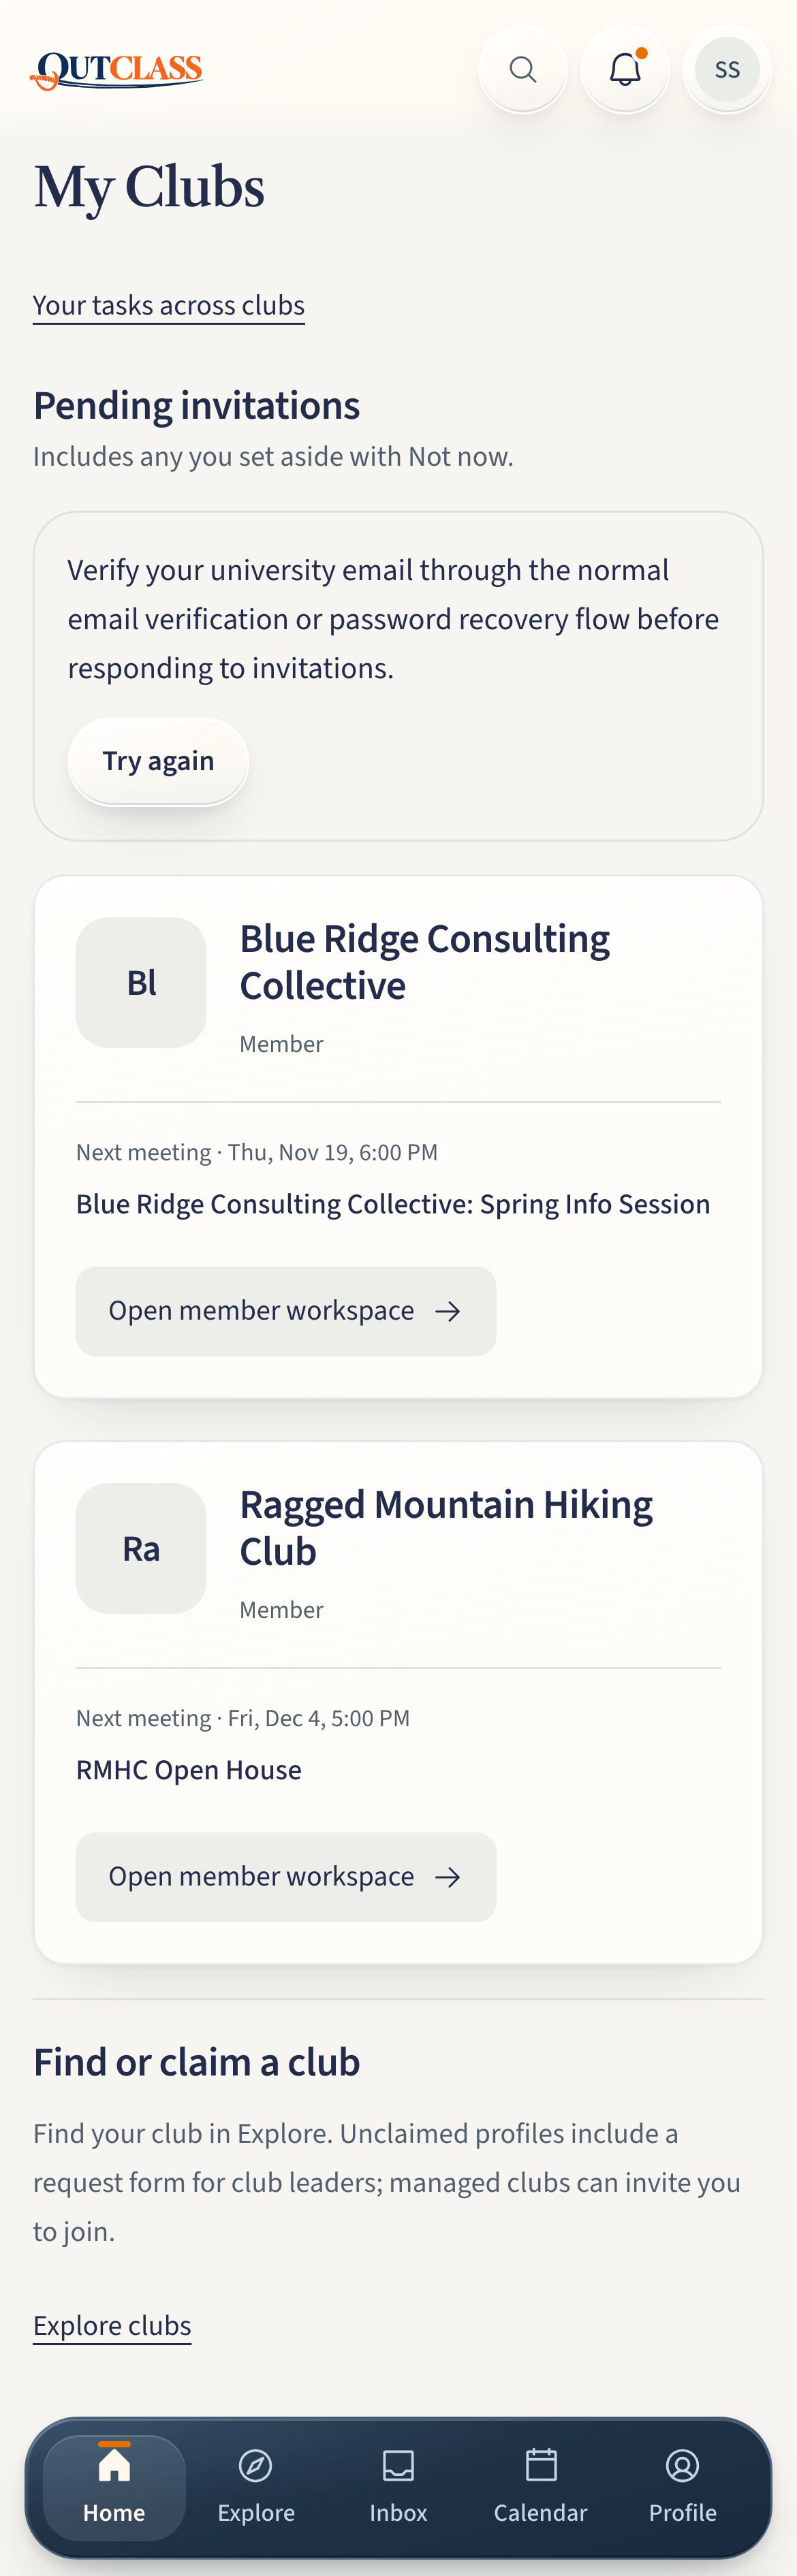 OUTCLASS
SS
My Clubs
Your tasks across clubs
Pending invitations
Includes any you set aside with Not now.
Verify your university email through the normal
email verification or password recovery flow before
responding to invitations.
Try again
Bl
Blue Ridge Consulting
Collective
Member
Next meeting · Thu, Nov 19, 6:00 PM
Blue Ridge Consulting Collective: Spring Info Session
Open member workspace →
Ra
Ragged Mountain Hiking
Club
Member
Next meeting · Fri, Dec 4, 5:00 PM
RMHC Open House
Open member workspace →
Find or claim a club
Find your club in Explore. Unclaimed profiles include a
request form for club leaders; managed clubs can invite you
to join.
Explore clubs
Home Explore Inbox Calendar Profile